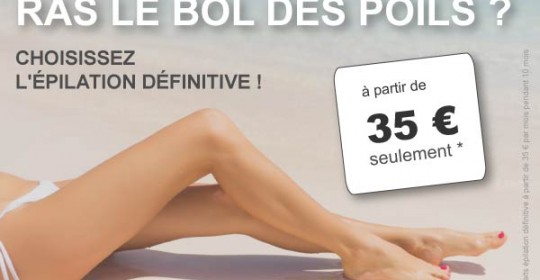 RAS LE BOL DES POILS ?
CHOISISSEZ
L'ÉPILATION DÉFINITIVE !
à partir de
35 €
seulement *
épilation définitive à partir de 35 € par mois pendant 10 mois